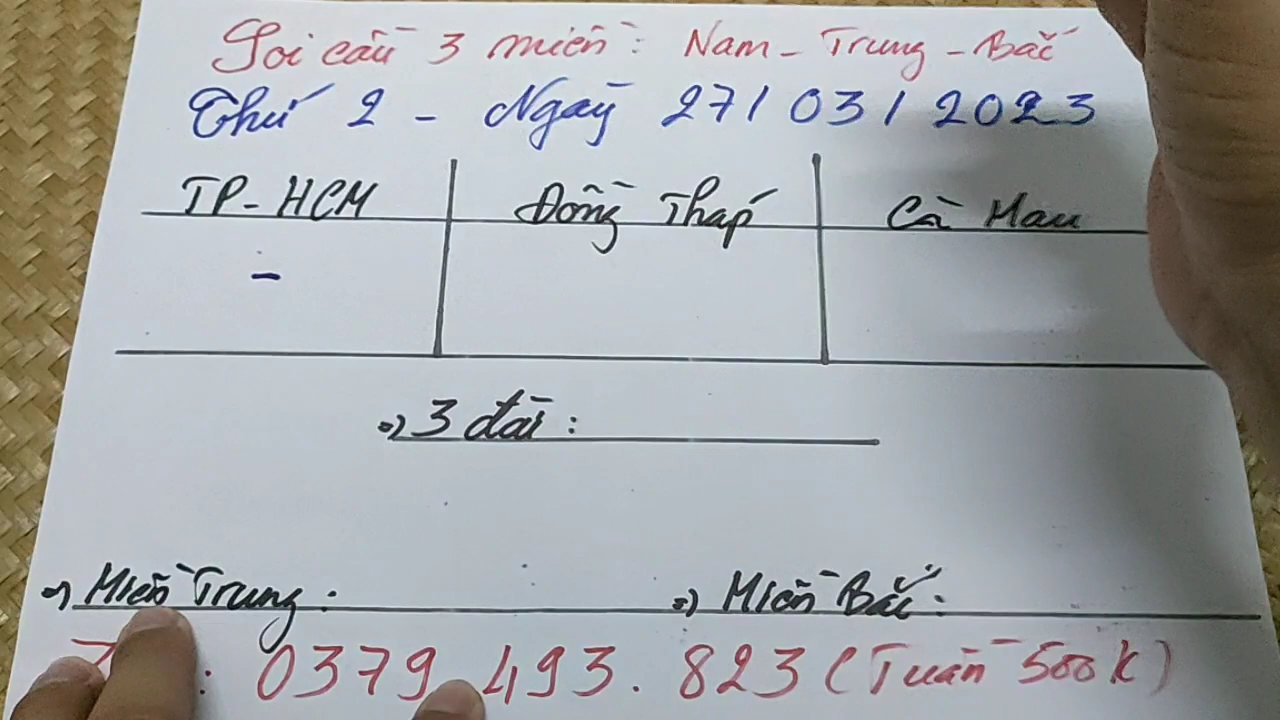 Soi cầu 3 miền: Nam - Trung - Bắc
Thứ 2 - Ngày 27/03/2023
TP-HCM Đồng Tháp Cà Mau
-
=> 3 đài:
=> Miền Trung: => Miền Bắc:
: 0379.493.823 (Tuần 500k)